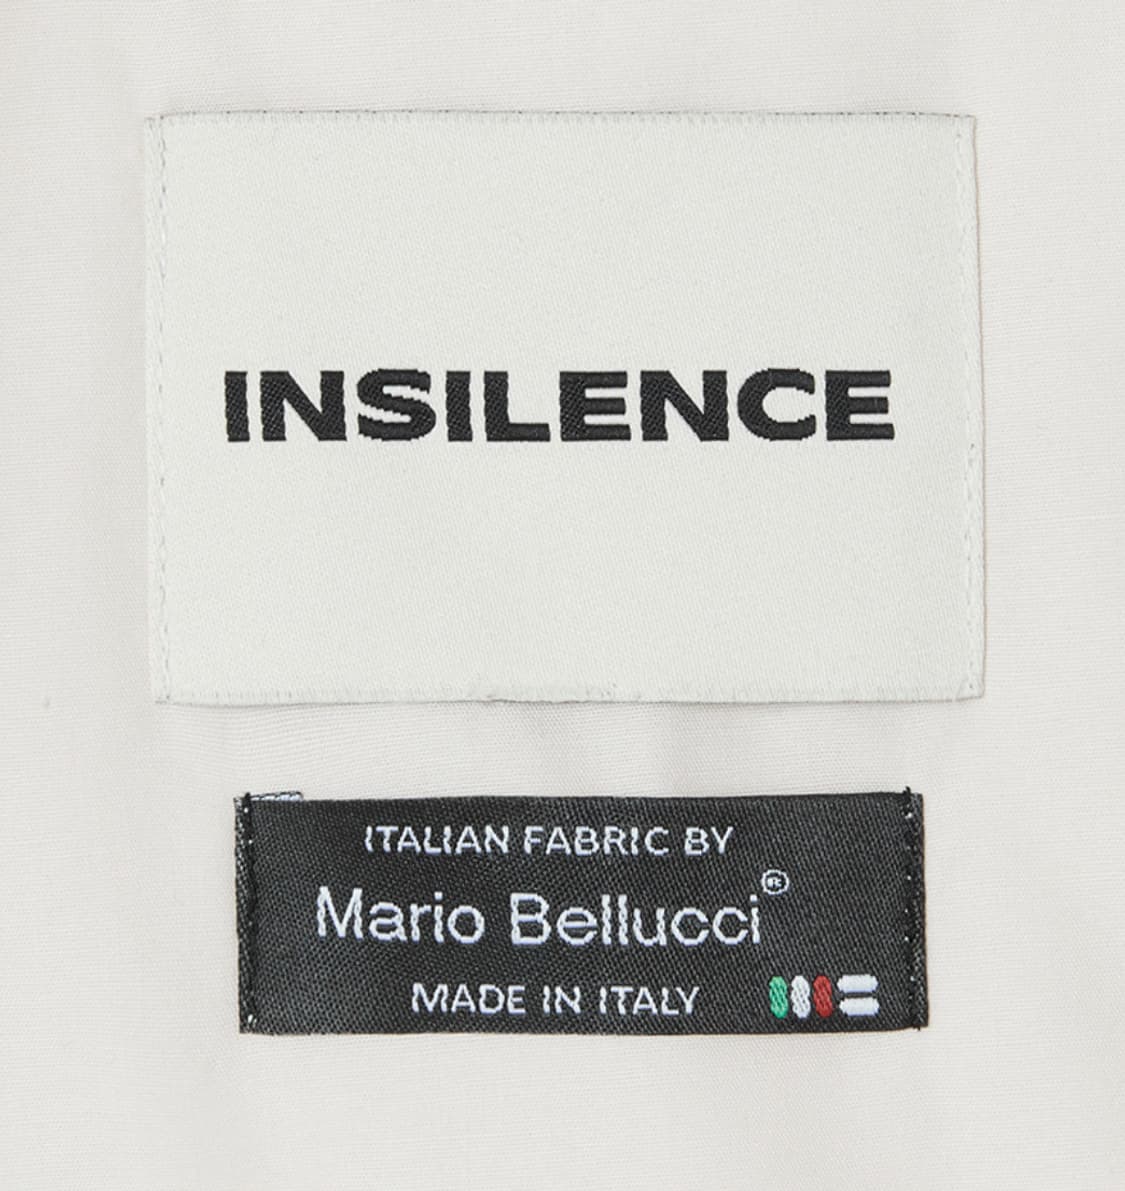 INSILENCE
ITALIAN FABRIC BY
Mario Bellucci®
MADE IN ITALY